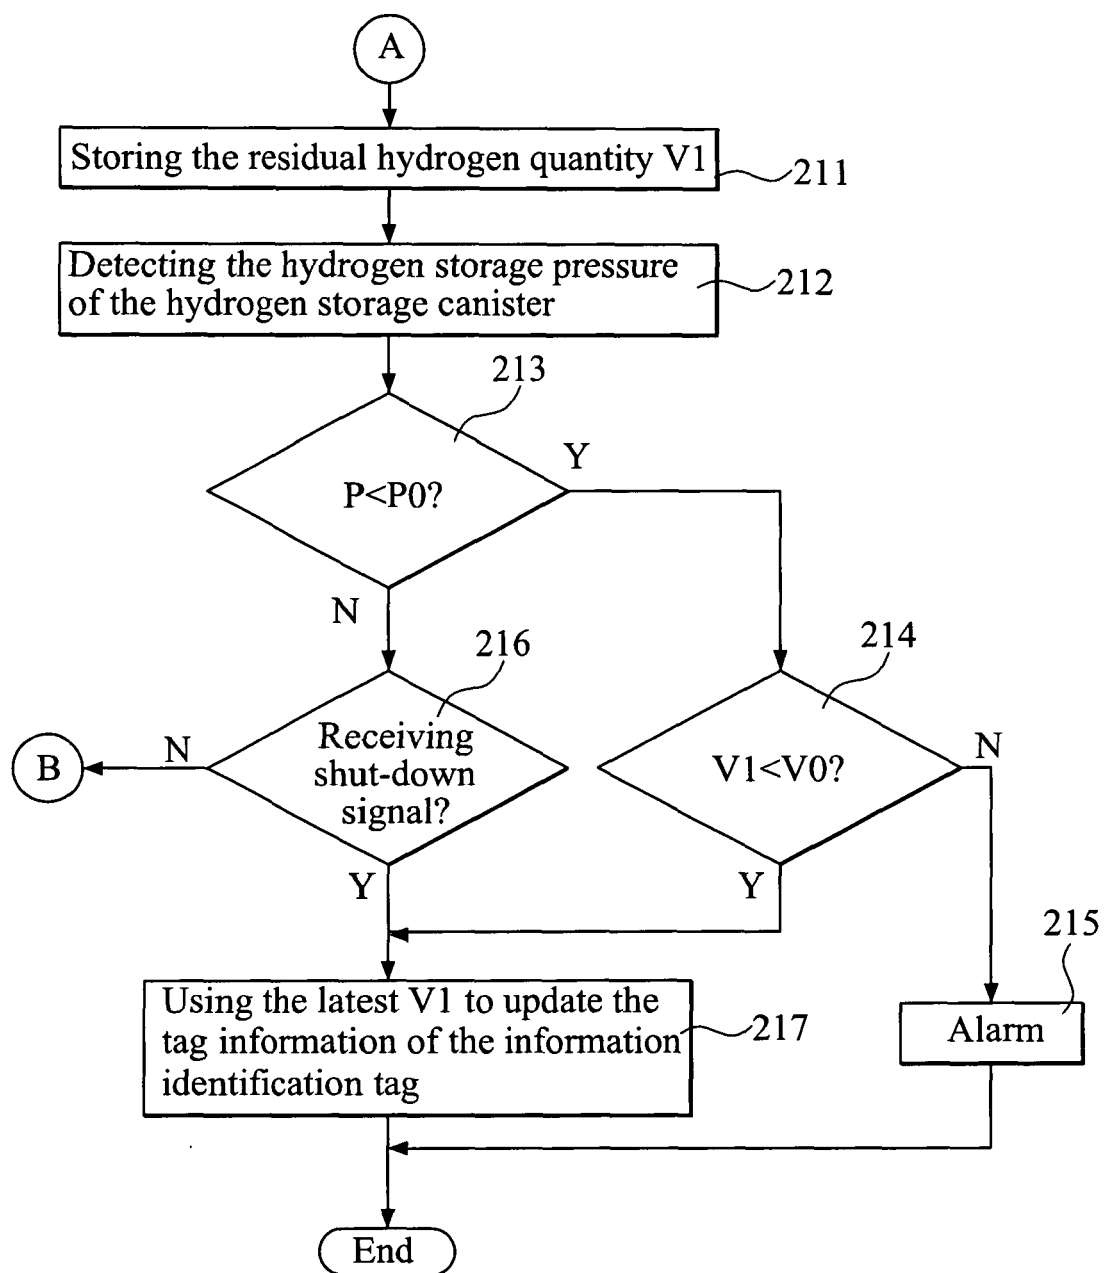 A
Storing the residual hydrogen quantity V1
211
Detecting the hydrogen storage pressure
of the hydrogen storage canister
212
213
P<P0?
Y
N
214
216
Receiving
shut-down
signal?
N
B
V1<V0?
N
Y
Y
215
Using the latest V1 to update the
tag information of the information
identification tag
217
Alarm
End